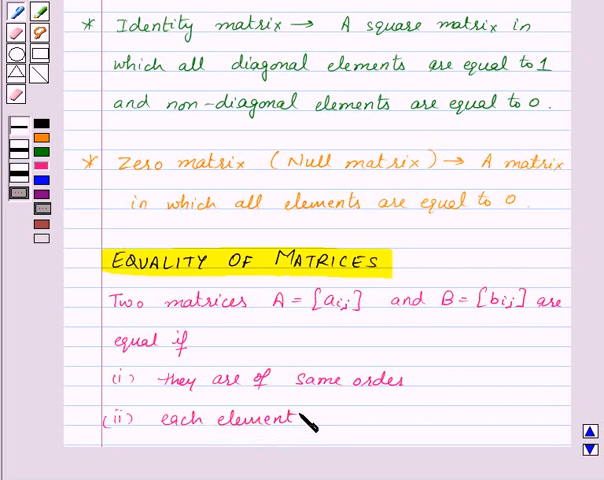 * Identity matrix → A square matrix in
which all diagonal elements are equal to 1
and non-diagonal elements are equal to 0.
* Zero matrix (Null matrix) → A matrix
in which all elements are equal to 0.
EQUALITY OF MATRICES
Two matrices A = [aij] and B = [bij] are
equal if
(i) they are of same order
(ii) each element